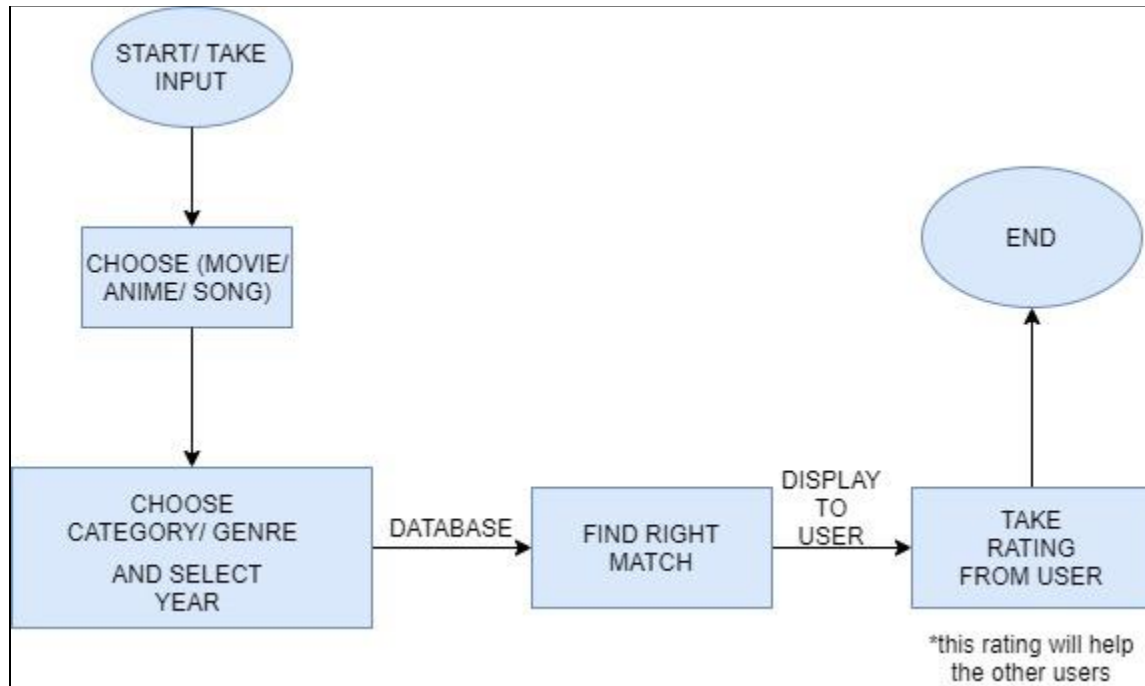 START/ TAKE
INPUT
CHOOSE (MOVIE/
ANIME/ SONG)
CHOOSE
CATEGORY/ GENRE
AND SELECT
YEAR
DATABASE
FIND RIGHT
MATCH
DISPLAY
TO
USER
TAKE
RATING
FROM USER
*this rating will help
the other users
END